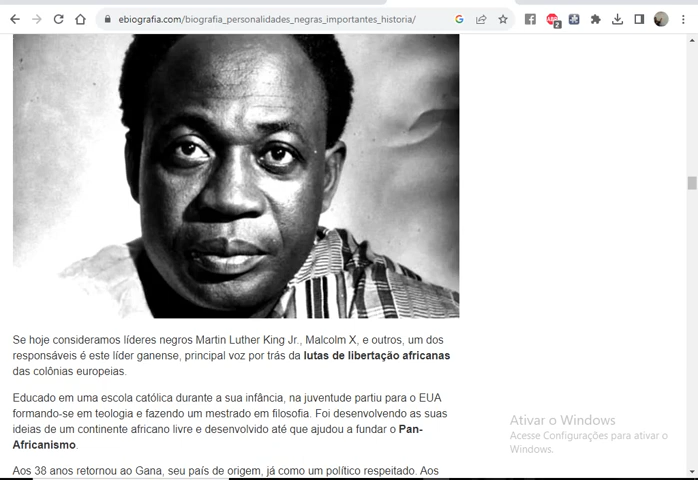 ebiografia.com/biografia_personalidades_negras_importantes_historia/
Se hoje consideramos líderes negros Martin Luther King Jr., Malcolm X, e outros, um dos
responsáveis é este líder ganense, principal voz por trás da lutas de libertação africanas
das colônias europeias.
Educado em uma escola católica durante a sua infância, na juventude partiu para o EUA
formando-se em teologia e fazendo um mestrado em filosofia. Foi desenvolvendo as suas
ideias de um continente africano livre e desenvolvido até que ajudou a fundar o Pan-
Africanismo.
Aos 38 anos retornou ao Gana, seu país de origem, já como um político respeitado. Aos
Ativar o Windows
Acesse Configurações para ativar o
Windows.